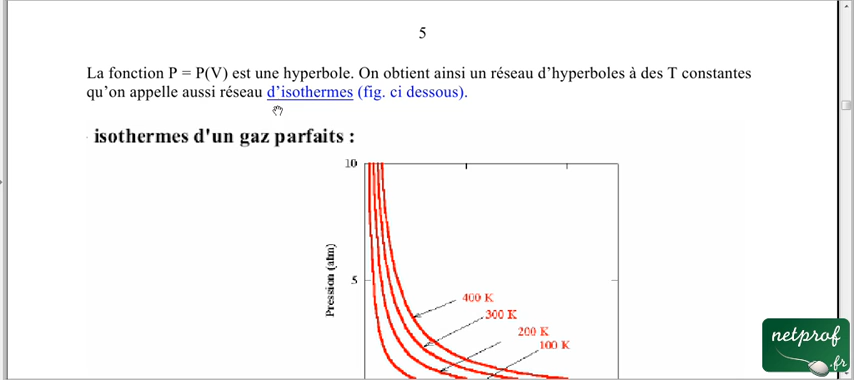 5
La fonction P = P(V) est une hyperbole. On obtient ainsi un réseau d'hyperboles à des T constantes
qu'on appelle aussi réseau d'isothermes (fig. ci dessous).
isothermes d'un gaz parfaits :
10
Pression (atm)
5
400 K
300 K
200 K
100 K
netprof
.fr